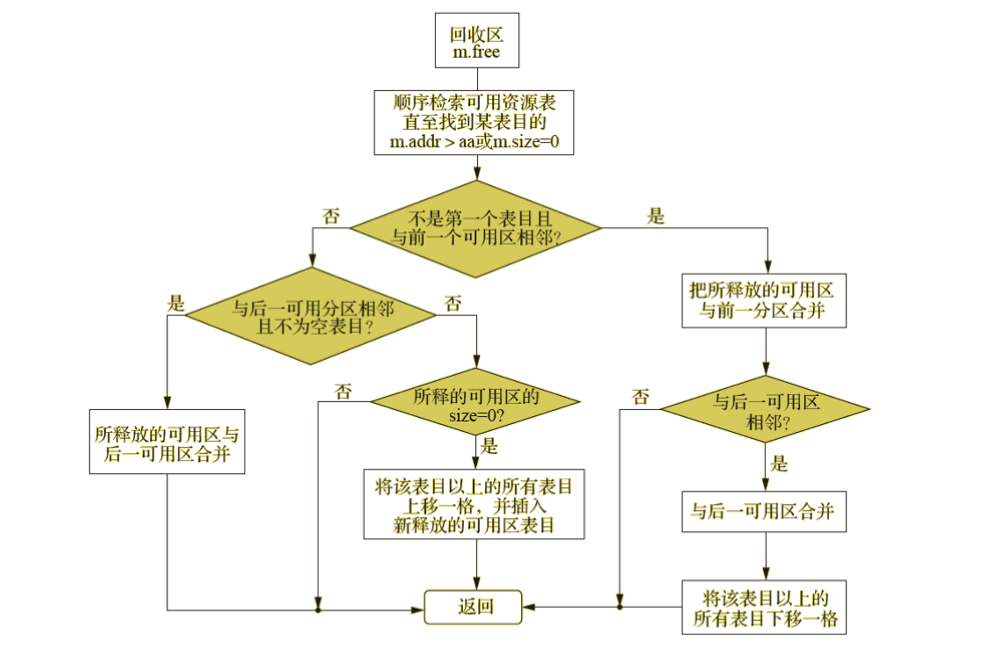 回收区
m.free
顺序检索可用资源表
直至找到某表目的
m.addr＞aa或m.size=0
否
不是第一个表目且
与前一个可用区相邻?
是
是
与后一可用分区相邻
且不为空表目?
否
把所释放的可用区
与前一分区合并
否
所释的可用区的
size=0?
是
否
与后一可用区
相邻?
是
所释放的可用区与
后一可用区合并
将该表目以上的所有表目
上移一格，并插入
新释放的可用区表目
与后一可用区合并
返回
将该表目以上的
所有表目下移一格